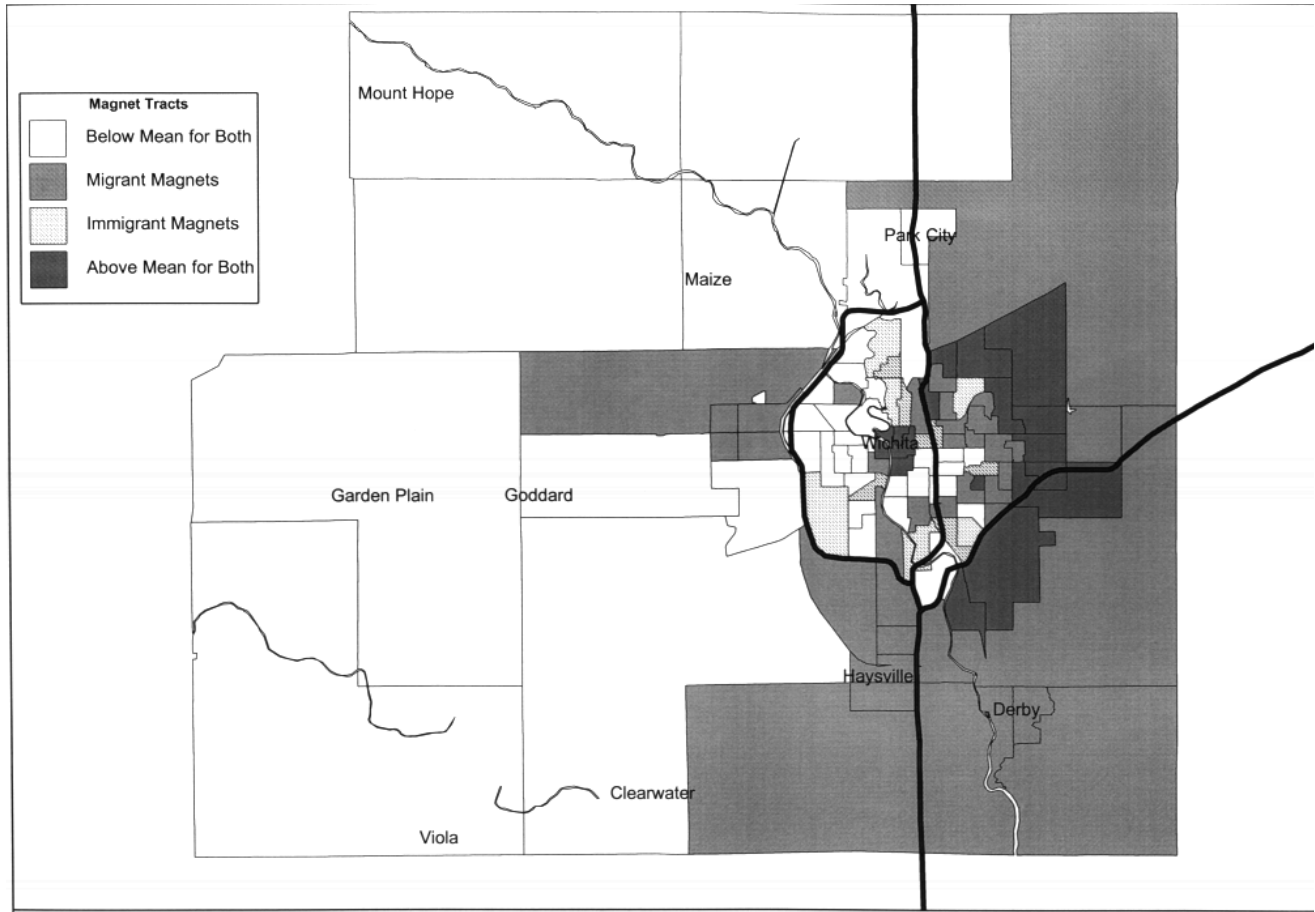 Magnet Tracts
Below Mean for Both
Migrant Magnets
Immigrant Magnets
Above Mean for Both
Mount Hope
Park City
Maize
Wichita
Garden Plain
Goddard
Haysville
Derby
Clearwater
Viola